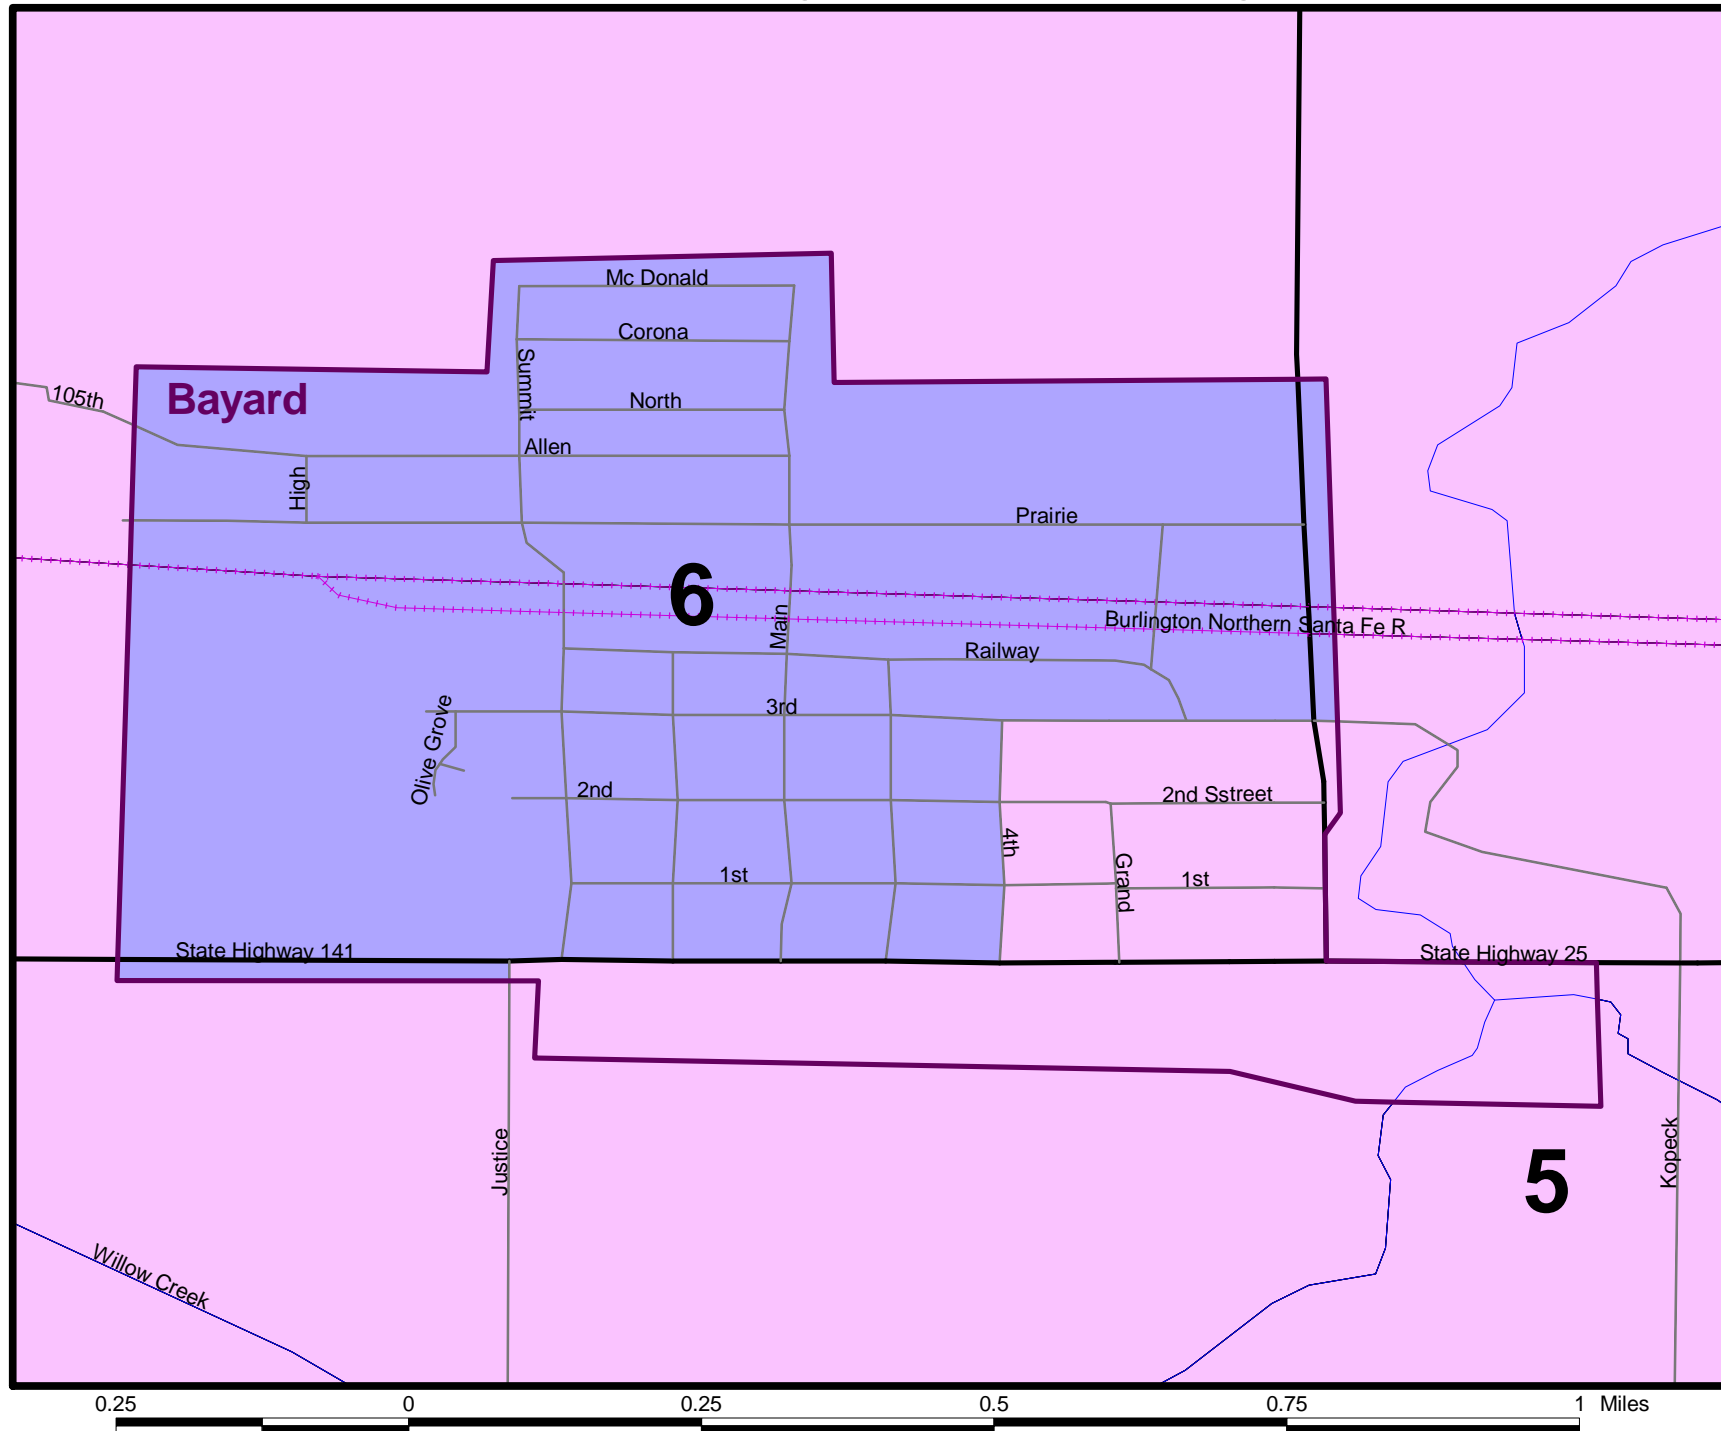 Mc Donald
Corona
Summit
105th
Bayard
North
Allen
High
Prairie
6
Main
Burlington Northern Santa Fe R
Railway
Olive Grove
3rd
2nd
2nd Sstreet
4th
Grand
1st
1st
State Highway 141
State Highway 25
Justice
Kopeck
5
Willow Creek
0.25 0 0.25 0.5 0.75 1 Miles